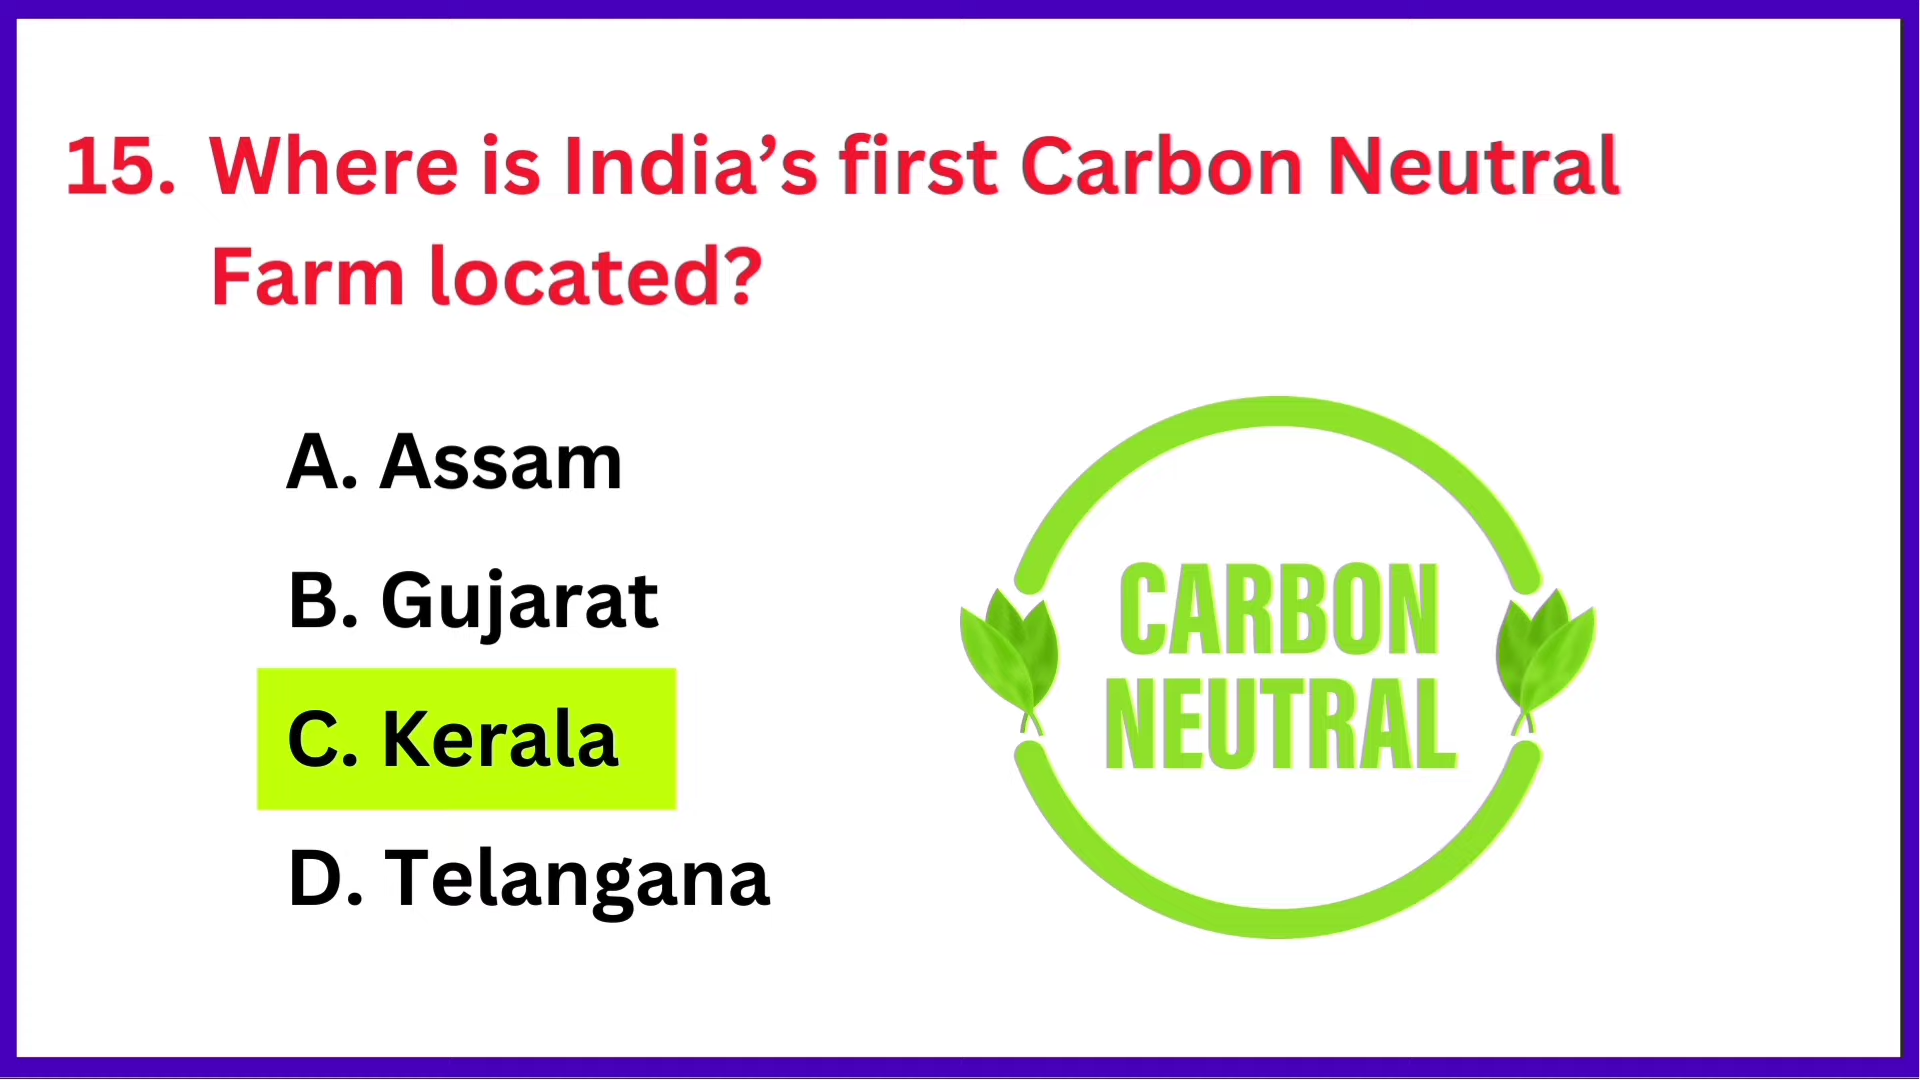 15. Where is India’s first Carbon Neutral
Farm located?
A. Assam
B. Gujarat
C. Kerala
D. Telangana
CARBON
NEUTRAL